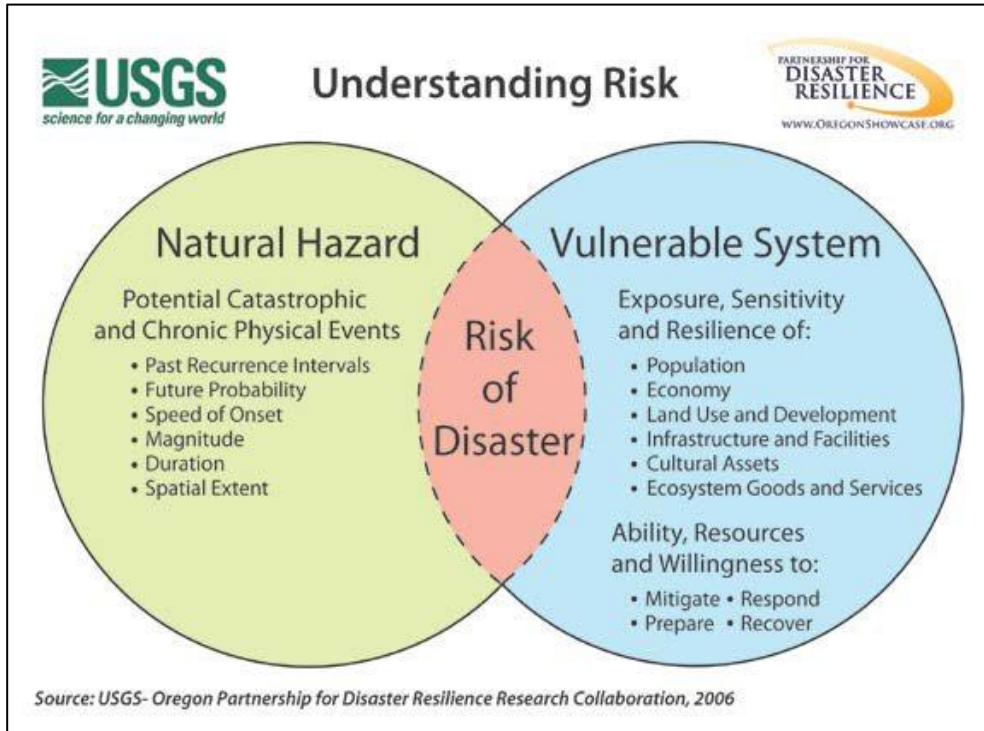 USGS
science for a changing world
Understanding Risk
PARTNERSHIP FOR
DISASTER
RESILIENCE
WWW.OREGONSHOWCASE.ORG
Natural Hazard
Potential Catastrophic
and Chronic Physical Events
• Past Recurrence Intervals
• Future Probability
• Speed of Onset
• Magnitude
• Duration
• Spatial Extent
Risk
of
Disaster
Vulnerable System
Exposure, Sensitivity
and Resilience of:
• Population
• Economy
• Land Use and Development
• Infrastructure and Facilities
• Cultural Assets
• Ecosystem Goods and Services
Ability, Resources
and Willingness to:
• Mitigate • Respond
• Prepare • Recover
Source: USGS- Oregon Partnership for Disaster Resilience Research Collaboration, 2006